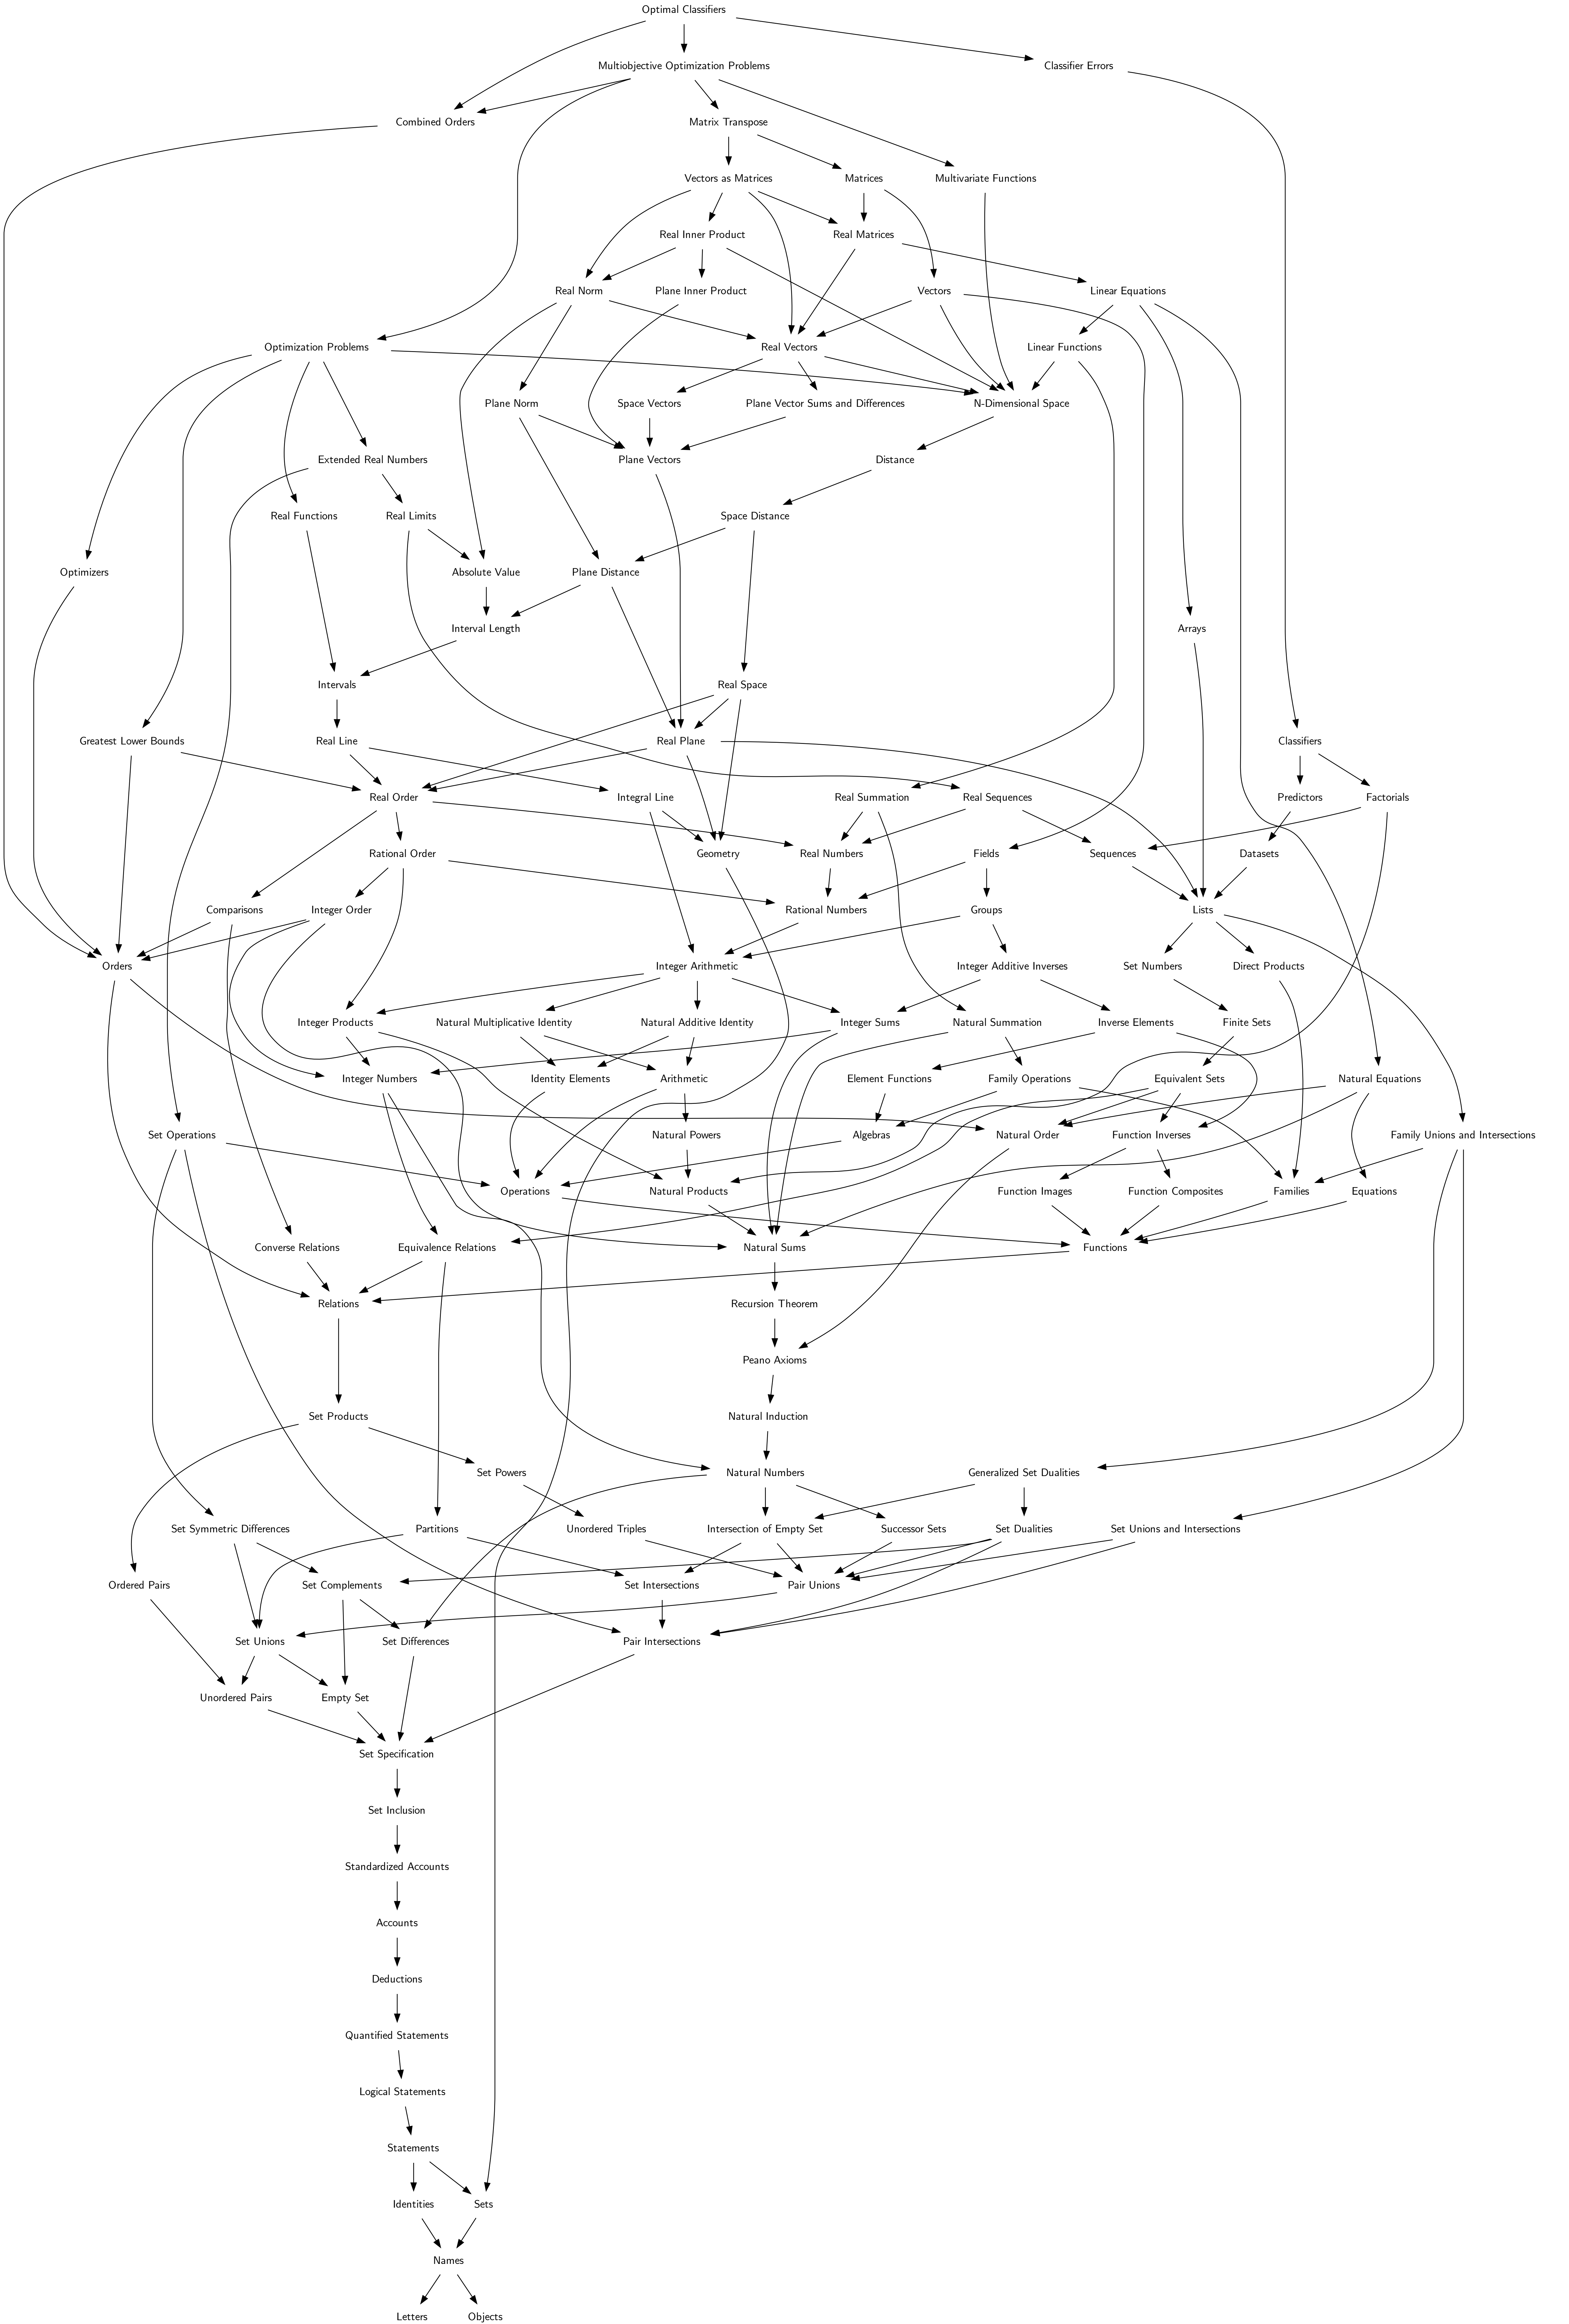 Optimal Classifiers
Multiobjective Optimization Problems
Classifier Errors
Combined Orders
Matrix Transpose
Vectors as Matrices
Matrices
Multivariate Functions
Real Inner Product
Real Matrices
Real Norm
Plane Inner Product
Vectors
Linear Equations
Optimization Problems
Real Vectors
Linear Functions
Plane Norm
Space Vectors
Plane Vector Sums and Differences
N-Dimensional Space
Extended Real Numbers
Plane Vectors
Distance
Real Functions
Real Limits
Space Distance
Optimizers
Absolute Value
Plane Distance
Interval Length
Arrays
Intervals
Real Space
Greatest Lower Bounds
Real Line
Real Plane
Classifiers
Real Order
Integral Line
Real Summation
Real Sequences
Predictors
Factorials
Rational Order
Geometry
Real Numbers
Fields
Sequences
Datasets
Comparisons
Integer Order
Rational Numbers
Groups
Lists
Orders
Integer Arithmetic
Integer Additive Inverses
Set Numbers
Direct Products
Integer Products
Natural Multiplicative Identity
Natural Additive Identity
Integer Sums
Natural Summation
Inverse Elements
Finite Sets
Integer Numbers
Identity Elements
Arithmetic
Element Functions
Family Operations
Equivalent Sets
Natural Equations
Set Operations
Natural Powers
Algebras
Natural Order
Function Inverses
Family Unions and Intersections
Operations
Natural Products
Function Images
Function Composites
Families
Equations
Converse Relations
Equivalence Relations
Natural Sums
Functions
Relations
Recursion Theorem
Peano Axioms
Set Products
Natural Induction
Set Powers
Natural Numbers
Generalized Set Dualities
Set Symmetric Differences
Partitions
Unordered Triples
Intersection of Empty Set
Successor Sets
Set Dualities
Set Unions and Intersections
Ordered Pairs
Set Complements
Set Intersections
Pair Unions
Set Unions
Set Differences
Pair Intersections
Unordered Pairs
Empty Set
Set Specification
Set Inclusion
Standardized Accounts
Accounts
Deductions
Quantified Statements
Logical Statements
Statements
Identities
Sets
Names
Letters
Objects